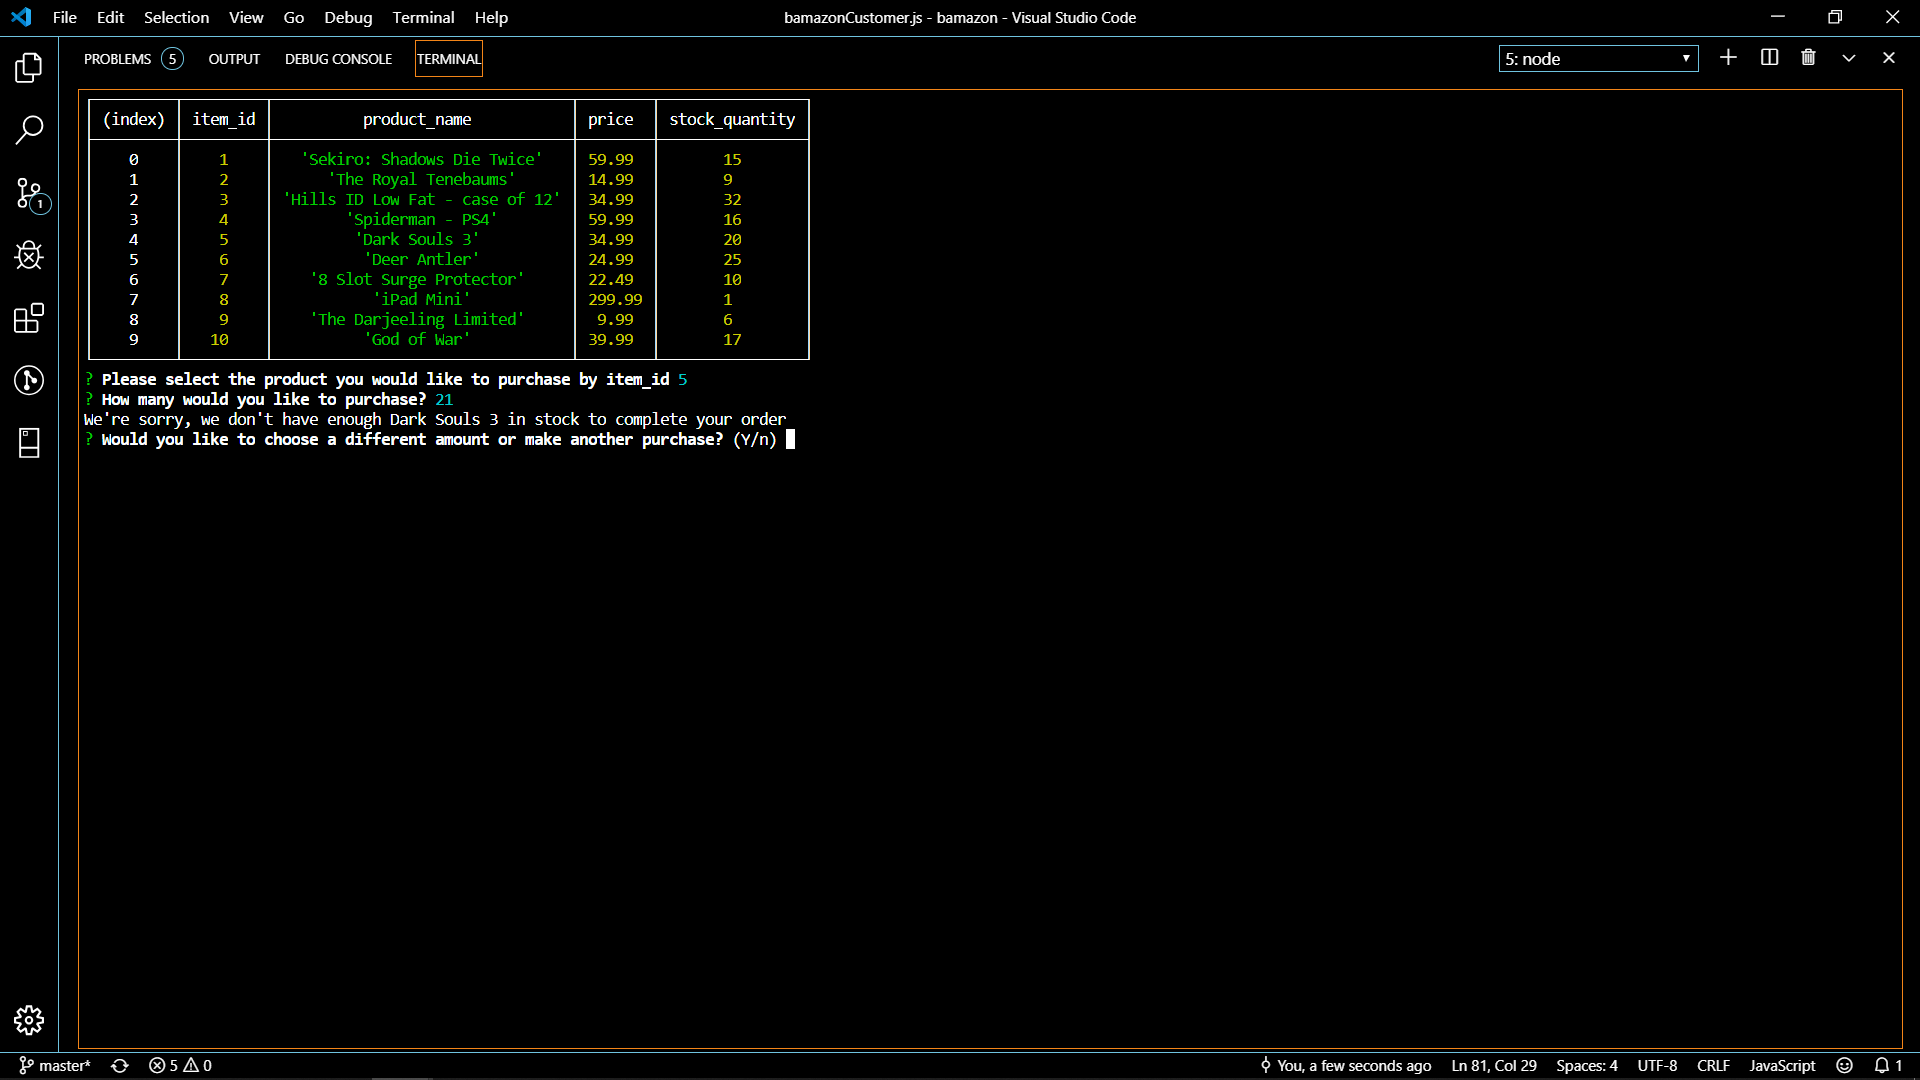 File Edit Selection View Go Debug Terminal Help bamazonCustomer.js - bamazon - Visual Studio Code
PROBLEMS 5 OUTPUT DEBUG CONSOLE TERMINAL 5: node
(index) item_id product_name price stock_quantity
0 1 'Sekiro: Shadows Die Twice' 59.99 15
1 2 'The Royal Tenebaums' 14.99 9
2 3 'Hills ID Low Fat - case of 12' 34.99 32
3 4 'Spiderman - PS4' 59.99 16
4 5 'Dark Souls 3' 34.99 20
5 6 'Deer Antler' 24.99 25
6 7 '8 Slot Surge Protector' 22.49 10
7 8 'iPad Mini' 299.99 1
8 9 'The Darjeeling Limited' 9.99 6
9 10 'God of War' 39.99 17
? Please select the product you would like to purchase by item_id 5
? How many would you like to purchase? 21
We're sorry, we don't have enough Dark Souls 3 in stock to complete your order
? Would you like to choose a different amount or make another purchase? (Y/n)
1
master* 5 0 You, a few seconds ago Ln 81, Col 29 Spaces: 4 UTF-8 CRLF JavaScript 1